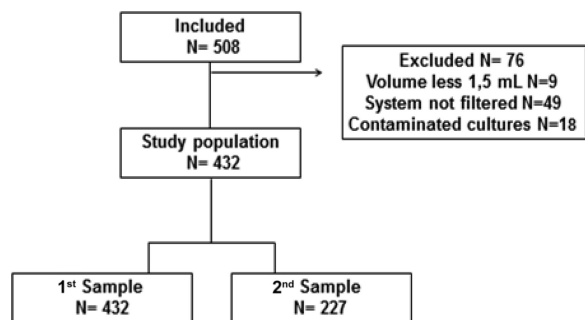 Included
N= 508
Excluded N= 76
Volume less 1,5 mL N=9
System not filtered N=49
Contaminated cultures N=18
Study population
N= 432
1st Sample
N= 432
2nd Sample
N= 227